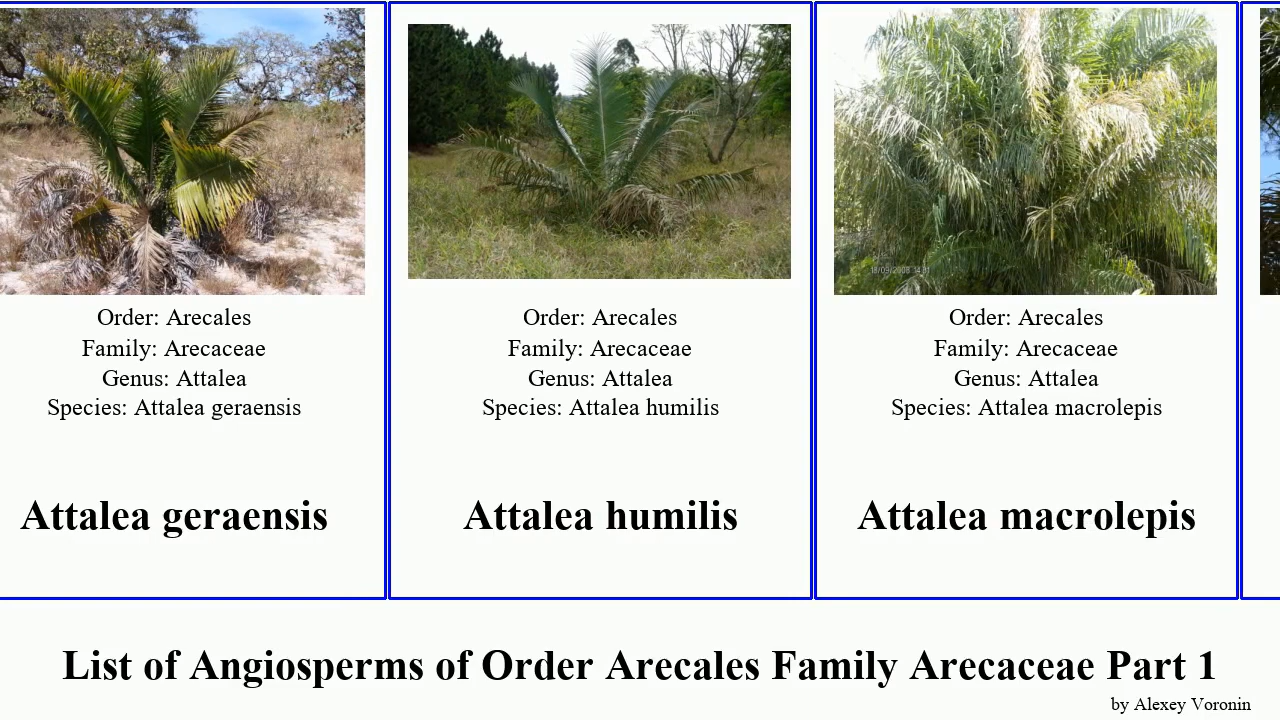 Order: Arecales
Family: Arecaceae
Genus: Attalea
Species: Attalea geraensis
Attalea geraensis
Order: Arecales
Family: Arecaceae
Genus: Attalea
Species: Attalea humilis
Attalea humilis
Order: Arecales
Family: Arecaceae
Genus: Attalea
Species: Attalea macrolepis
Attalea macrolepis
List of Angiosperms of Order Arecales Family Arecaceae Part 1
by Alexey Voronin